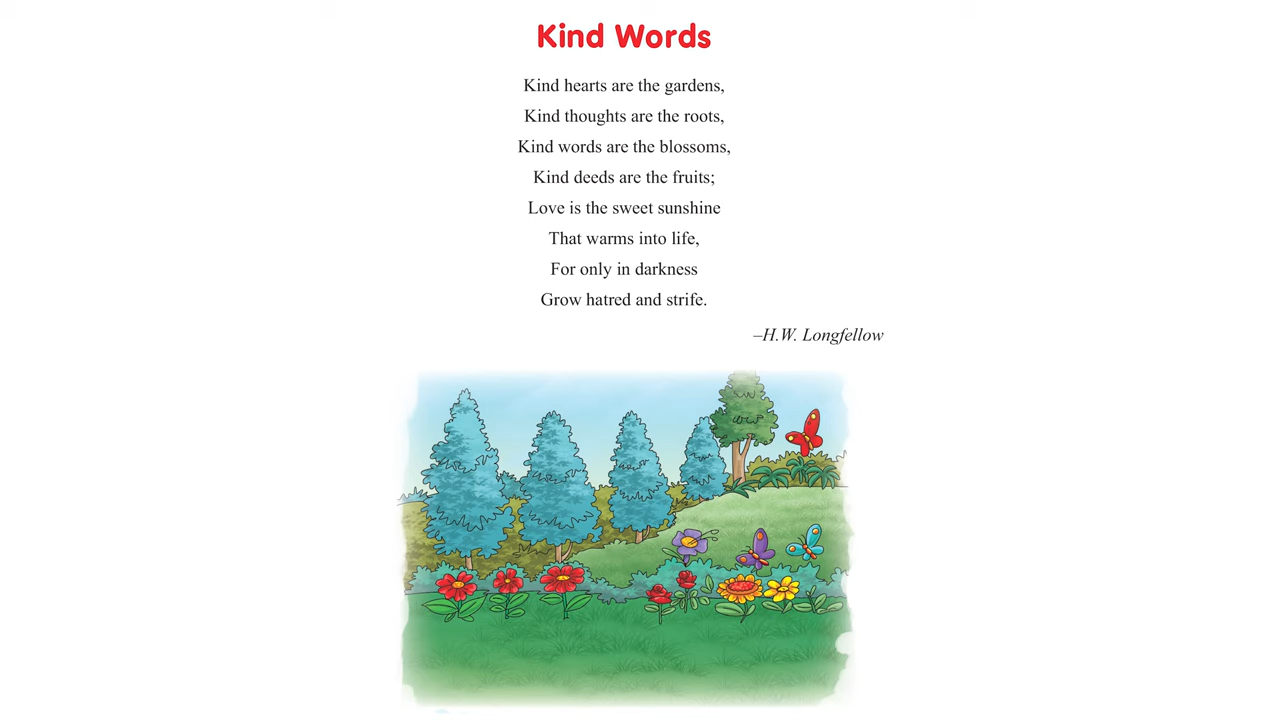 Kind Words
Kind hearts are the gardens,
Kind thoughts are the roots,
Kind words are the blossoms,
Kind deeds are the fruits;
Love is the sweet sunshine
That warms into life,
For only in darkness
Grow hatred and strife.
–H.W. Longfellow